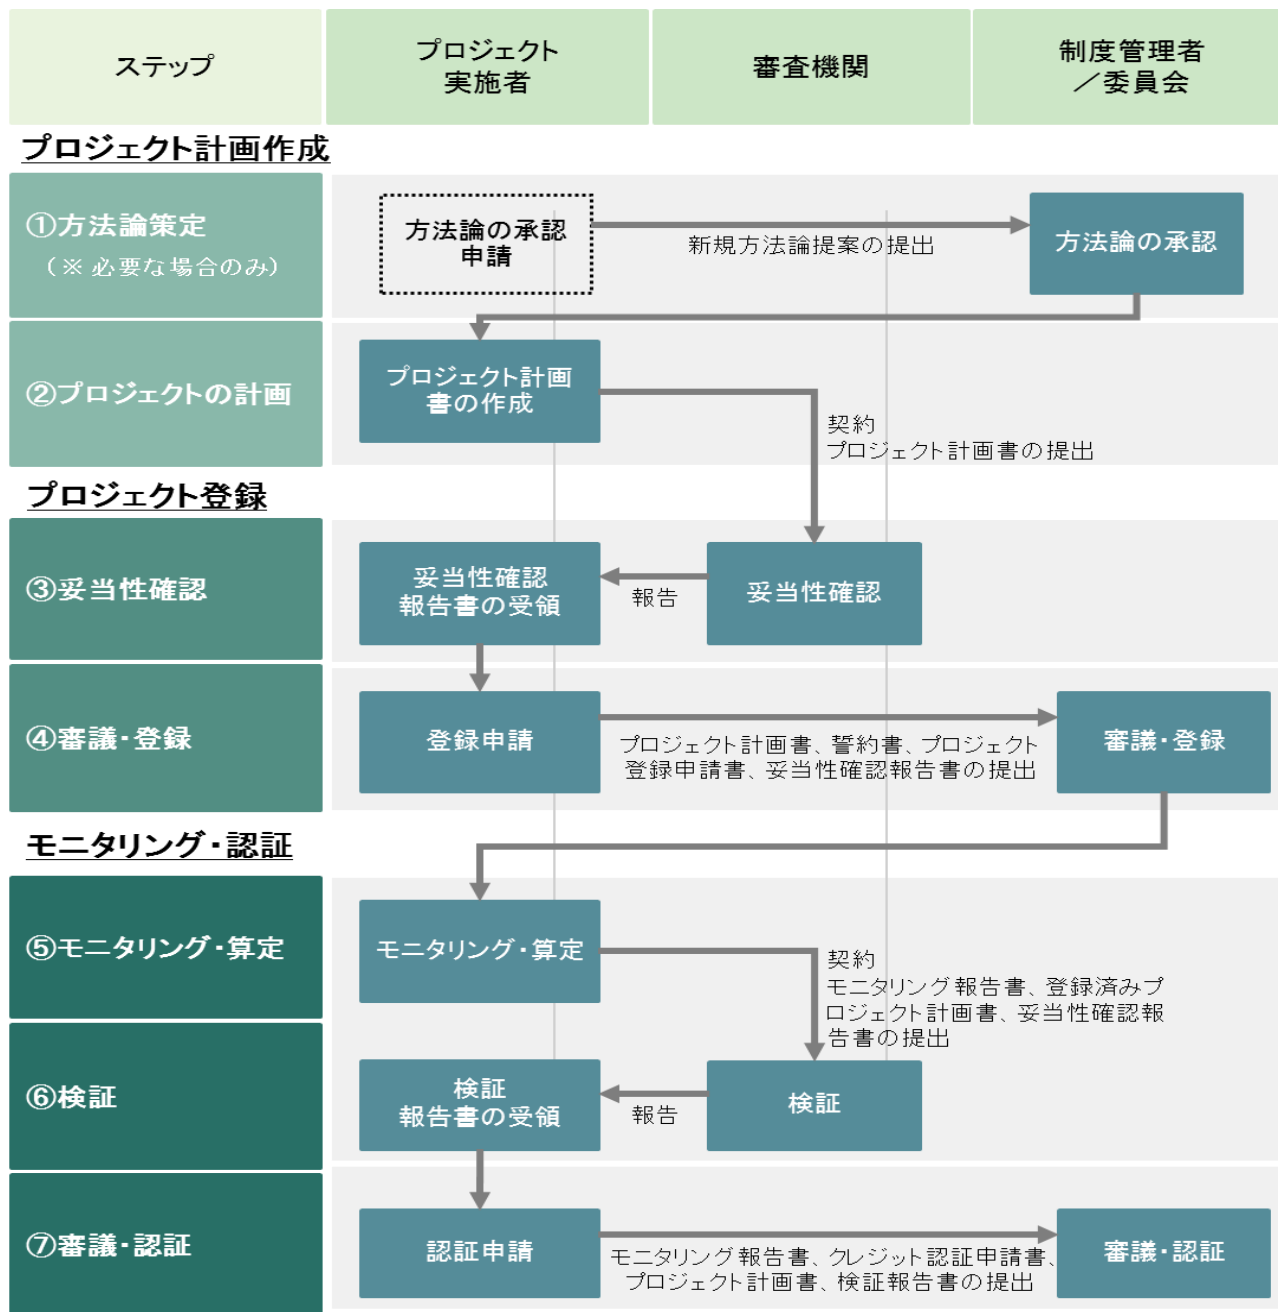 ステップ
プロジェクト
実施者
審査機関
制度管理者
／委員会
プロジェクト計画作成
①方法論策定
（※必要な場合のみ）
方法論の承認
申請
新規方法論提案の提出
方法論の承認
②プロジェクトの計画
プロジェクト計画
書の作成
契約
プロジェクト計画書の提出
プロジェクト登録
③妥当性確認
妥当性確認
報告書の受領
報告
妥当性確認
④審議・登録
登録申請
プロジェクト計画書、誓約書、プロジェクト
登録申請書、妥当性確認報告書の提出
審議・登録
モニタリング・認証
⑤モニタリング・算定
モニタリング・算定
契約
モニタリング報告書、登録済みプ
ロジェクト計画書、妥当性確認報
告書の提出
⑥検証
検証
報告書の受領
報告
検証
⑦審議・認証
認証申請
モニタリング報告書、クレジット認証申請書、
プロジェクト計画書、検証報告書の提出
審議・認証